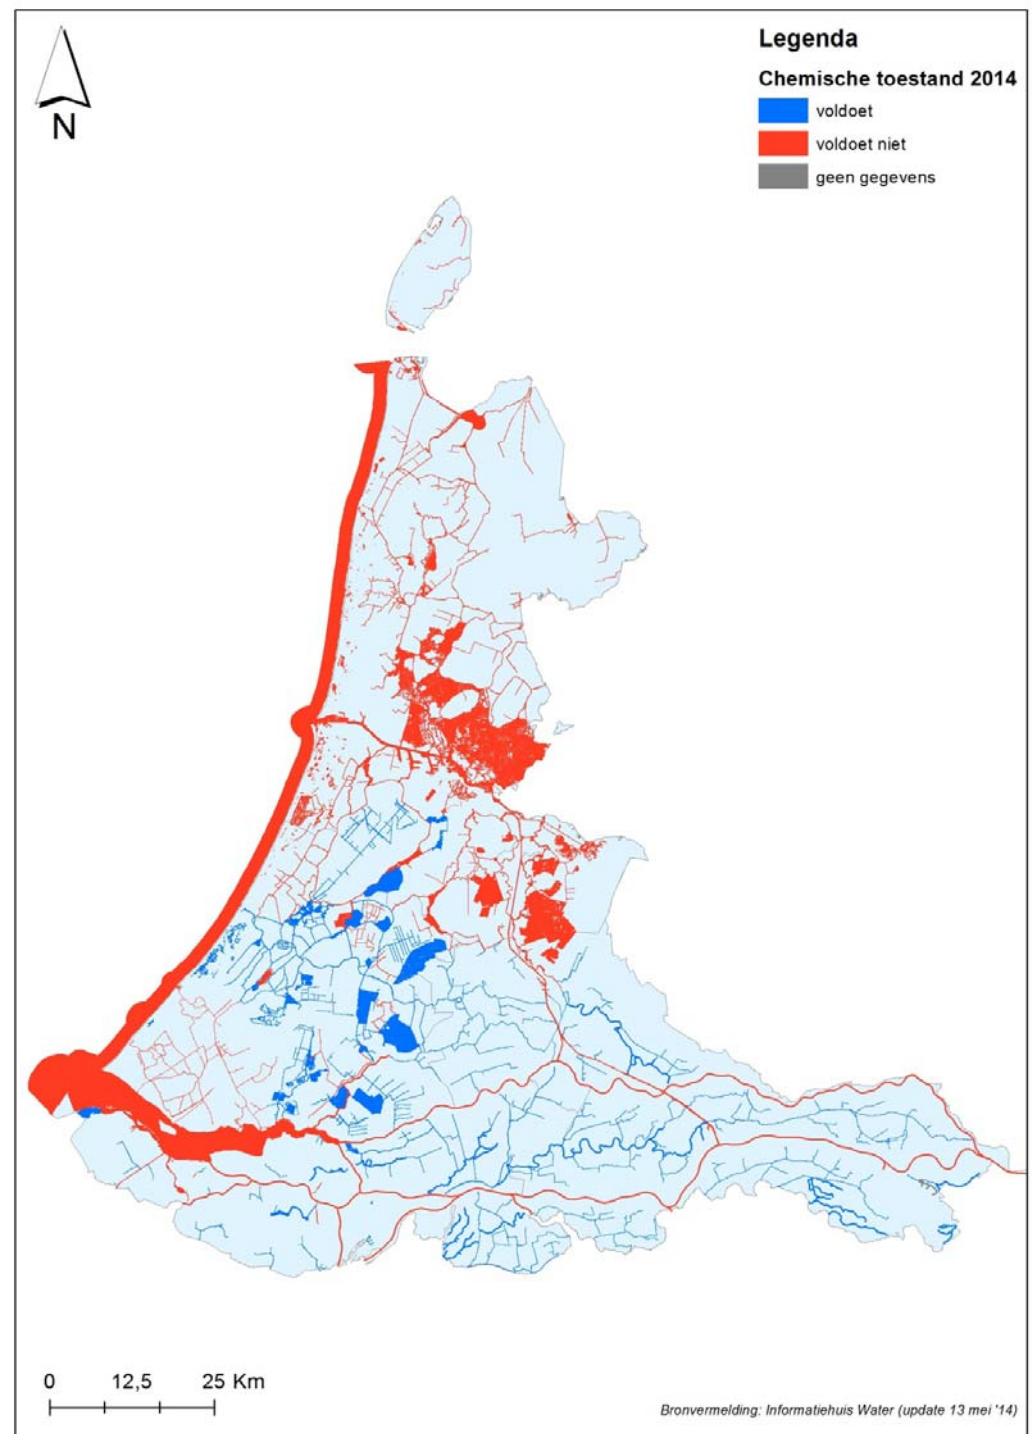 N
Legenda
Chemische toestand 2014
voldoet
voldoet niet
geen gegevens
0 12,5 25 Km
Bronvermelding: Informatiehuis Water (update 13 mei '14)